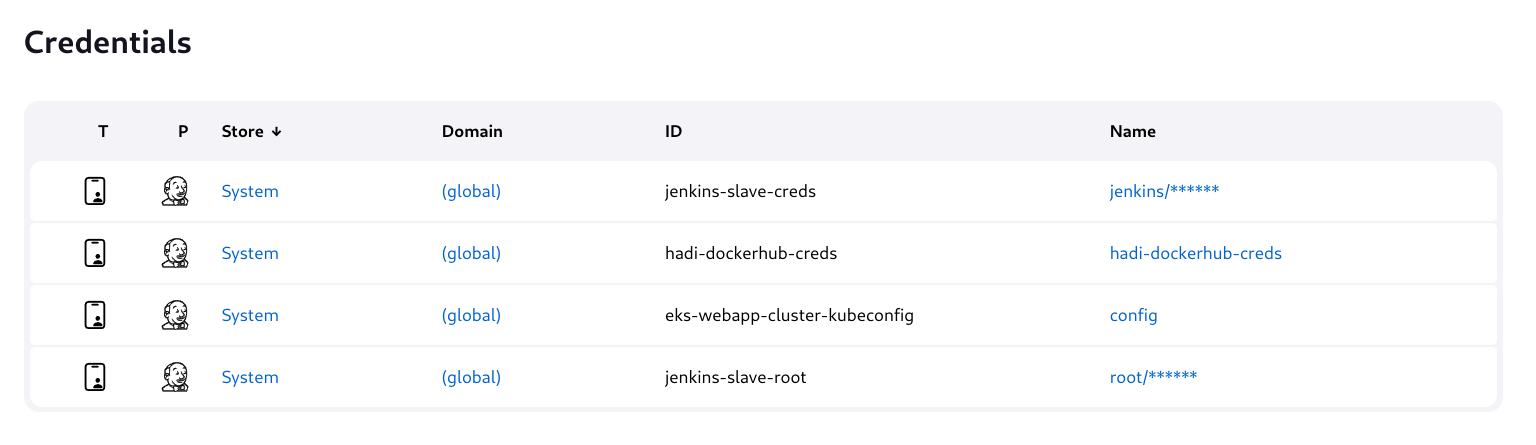 Credentials
T P Store ↓ Domain ID Name
System (global) jenkins-slave-creds jenkins/******
System (global) hadi-dockerhub-creds hadi-dockerhub-creds
System (global) eks-webapp-cluster-kubeconfig config
System (global) jenkins-slave-root root/******